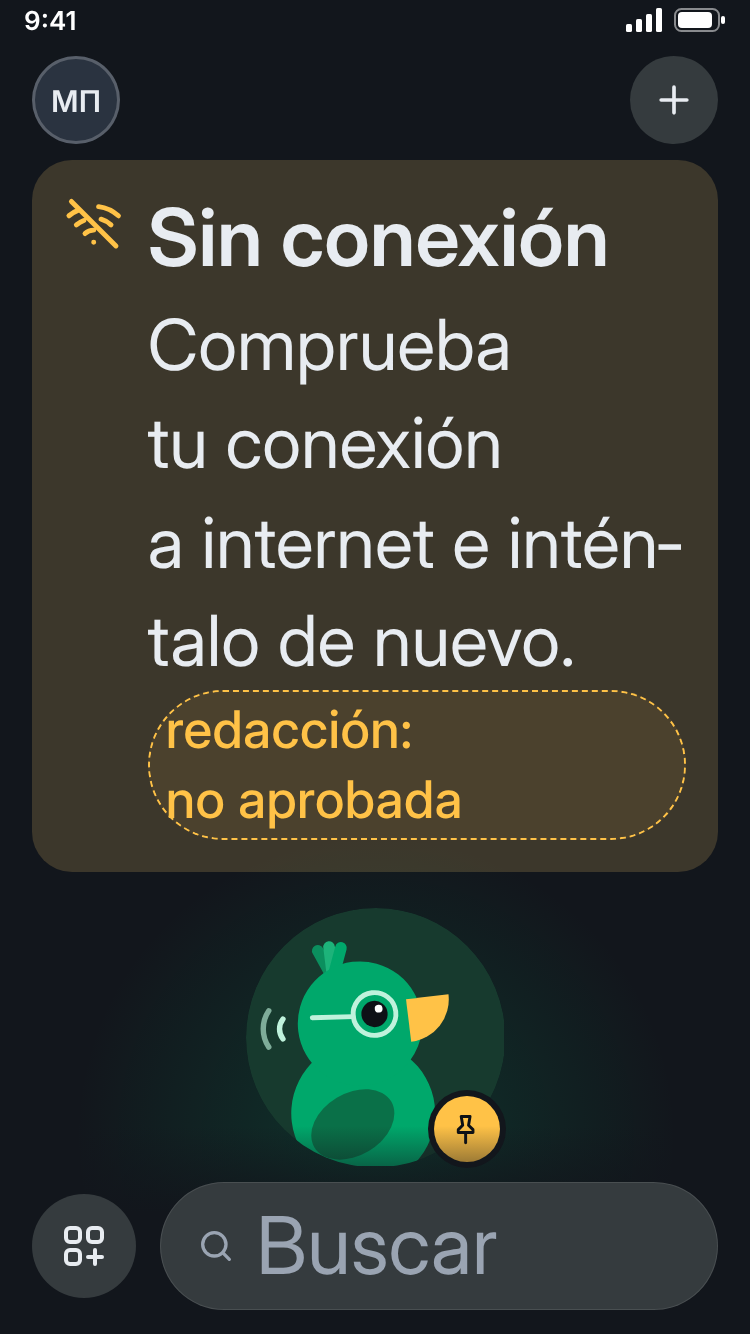 9:41
МП
Sin conexión
Comprueba
tu conexión
a internet e intén-
talo de nuevo.
redacción:
no aprobada
Buscar